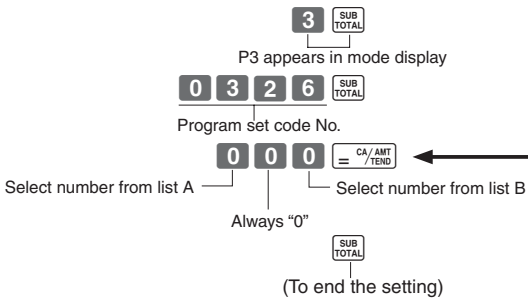 3 SUB TOTAL
P3 appears in mode display
0 3 2 6 SUB TOTAL
Program set code No.
0 0 0 = CA/AMT /TEND
Select number from list A
Select number from list B
Always “0”
SUB TOTAL
(To end the setting)